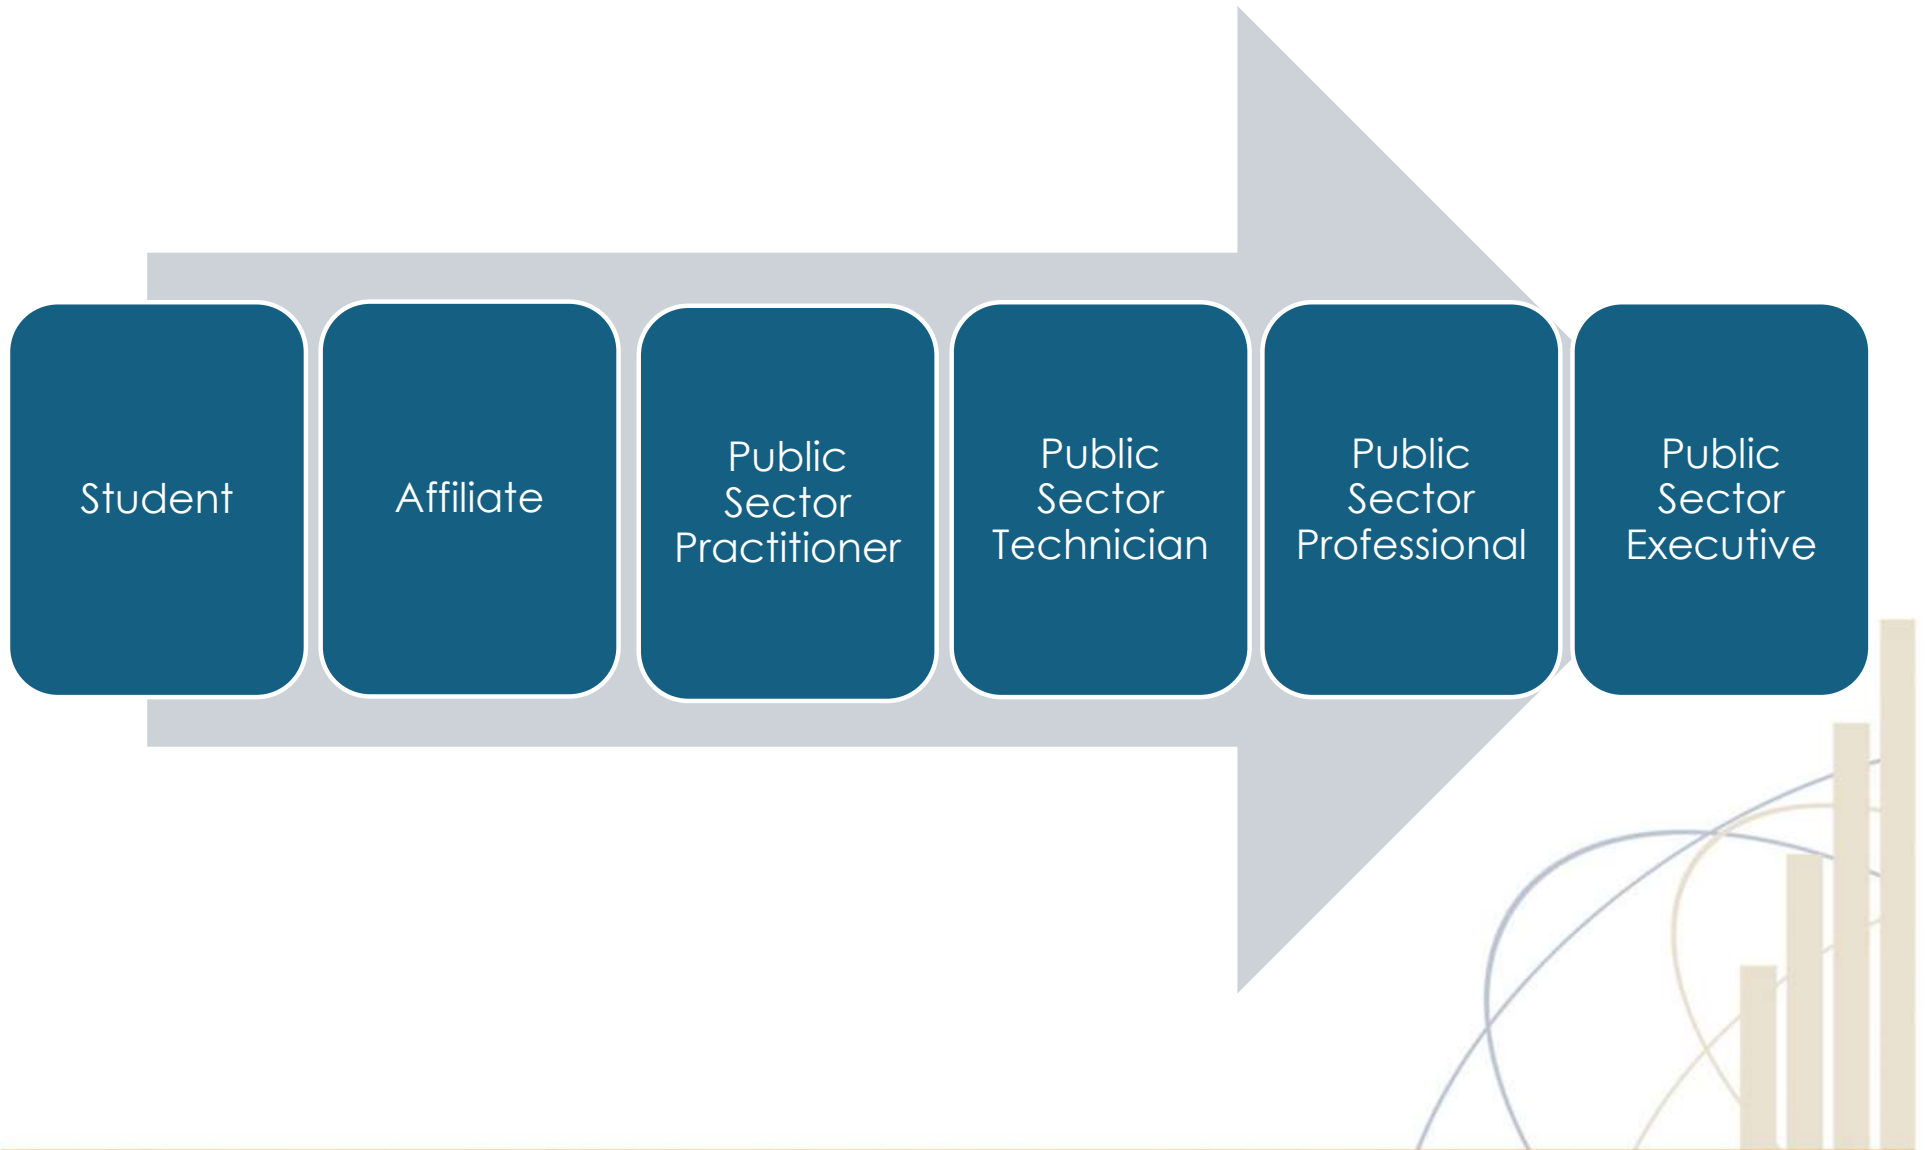 Student
Affiliate
Public
Sector
Practitioner
Public
Sector
Technician
Public
Sector
Professional
Public
Sector
Executive